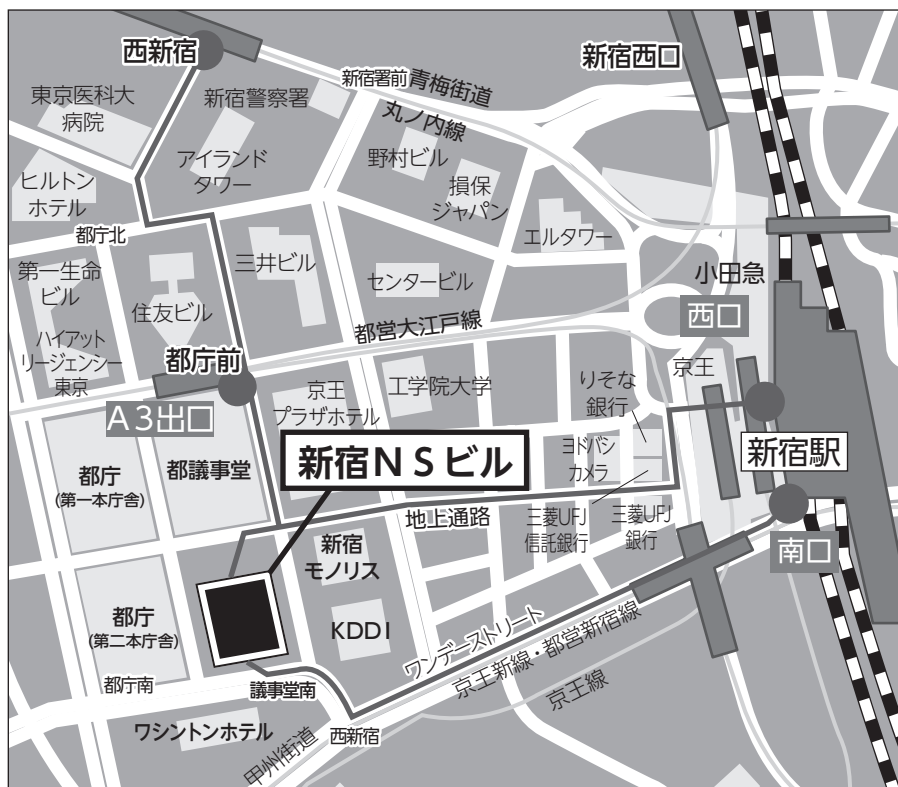 西新宿
新宿西口
東京医科大
病院
新宿警察署
新宿署前
青梅街道
丸ノ内線
アイランド
タワー
野村ビル
損保
ジャパン
ヒルトン
ホテル
都庁北
エルタワー
第一生命
ビル
三井ビル
センタービル
小田急
住友ビル
西口
ハイアット
リージェンシー
東京
都営大江戸線
都庁前
京王
A3出口
京王
プラザホテル
工学院大学
りそな
銀行
都庁
(第一本庁舎)
都議事堂
新宿NSビル
ヨドバシ
カメラ
新宿駅
地上通路
三菱UFJ
信託銀行
三菱UFJ
銀行
南口
新宿
モノリス
都庁
(第二本庁舎)
KDDI
ワンデーストリート
京王新線・都営新宿線
京王線
都庁南
議事堂南
ワシントンホテル
西新宿
甲州街道